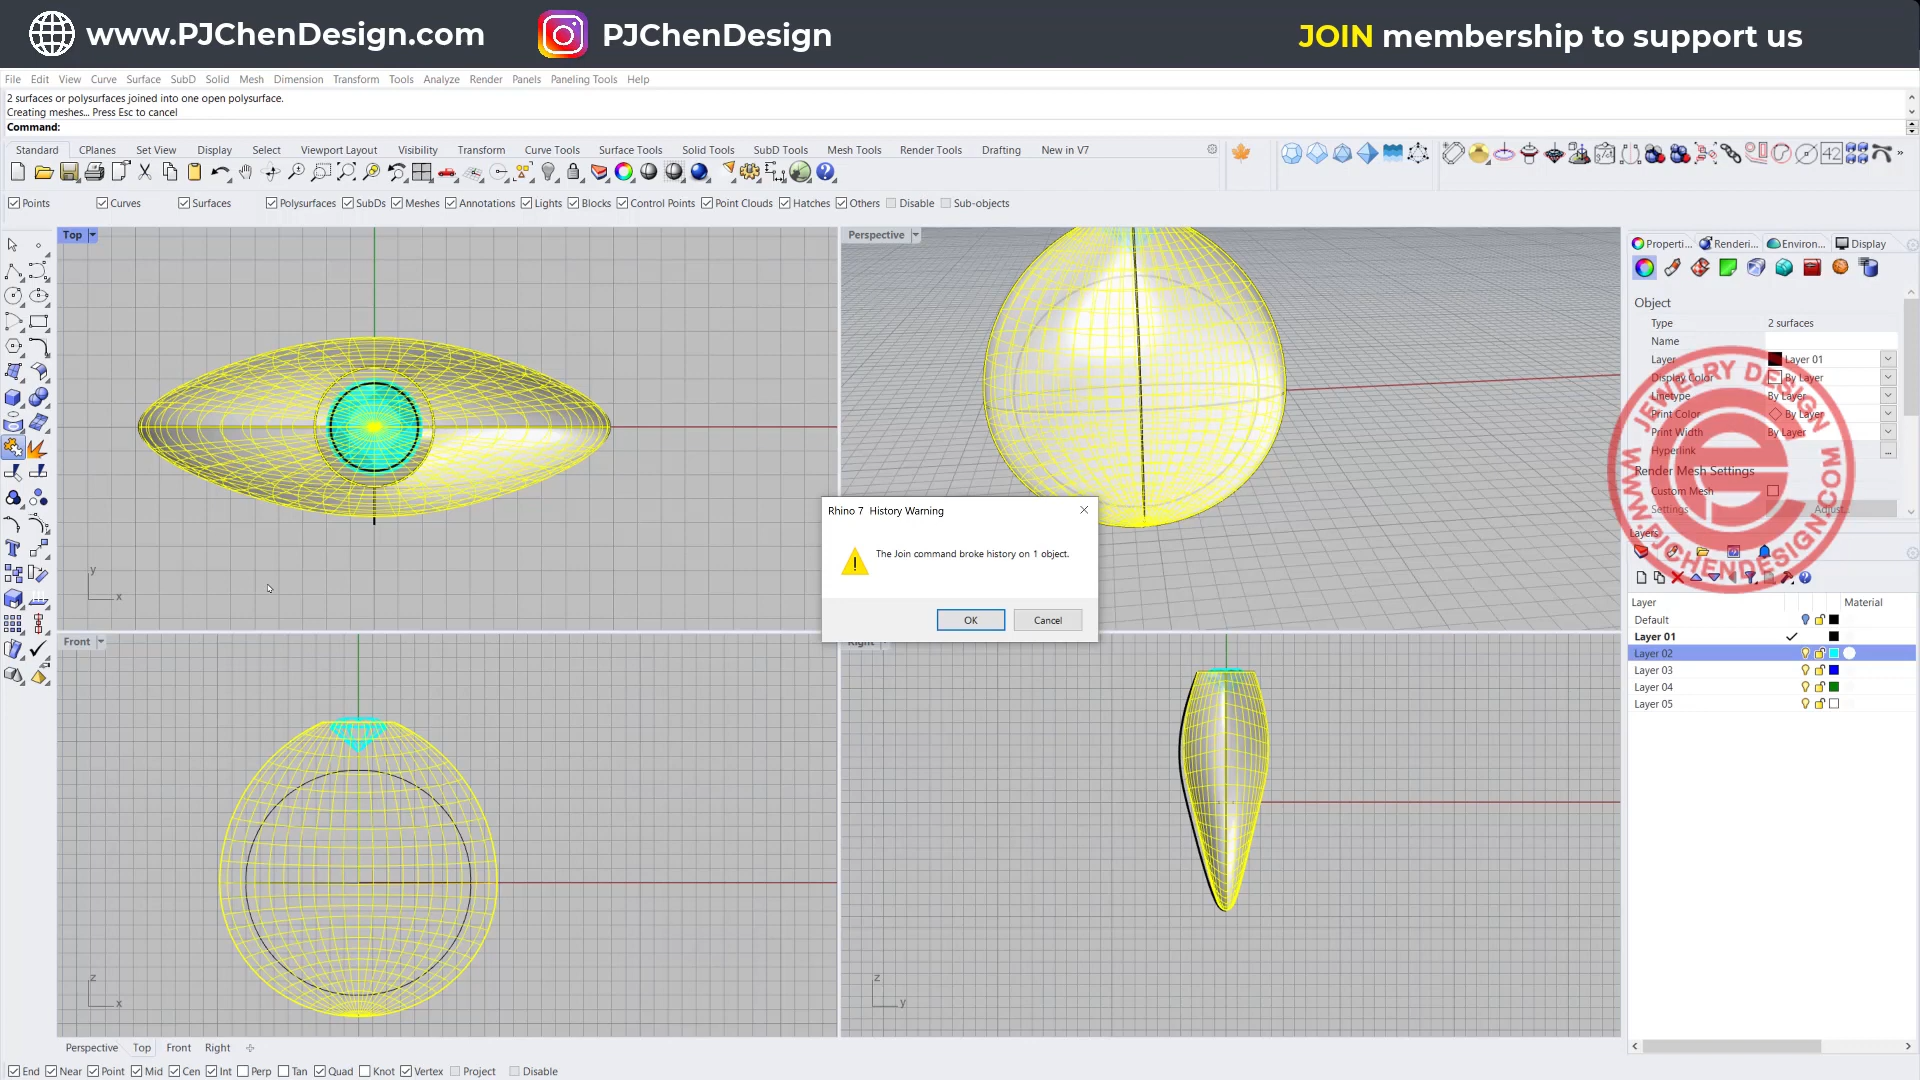 www.PJChenDesign.com PJChenDesign JOIN membership to support us
File Edit View Curve Surface SubD Solid Mesh Dimension Transform Tools Analyze Render Panels Paneling Tools Help
2 surfaces or polysurfaces joined into one open polysurface.
Creating meshes... Press Esc to cancel
Command:
Standard CPlanes Set View Display Select Viewport Layout Visibility Transform Curve Tools Surface Tools Solid Tools SubD Tools Mesh Tools Render Tools Drafting New in V7
Points Curves Surfaces Polysurfaces SubDs Meshes Annotations Lights Blocks Control Points Point Clouds Hatches Others Disable Sub-objects
Top
Perspective
Properti... Renderi... Environ... Display
Object
Type 2 surfaces
Name
Layer Layer 01
Display Color By Layer
Linetype By Layer
Print Color By Layer
Print Width By Layer
Hyperlink ...
Render Mesh Settings
Custom Mesh
Settings Adjust
JEWELRY DESIGN
WWW.PJCHENDESIGN.COM
Rhino 7 History Warning
The Join command broke history on 1 object.
OK Cancel
y
x
Front
Right
z
x
z
y
Layers
Layer Material
Default
Layer 01
Layer 02
Layer 03
Layer 04
Layer 05
Perspective Top Front Right
End Near Point Mid Cen Int Perp Tan Quad Knot Vertex Project Disable